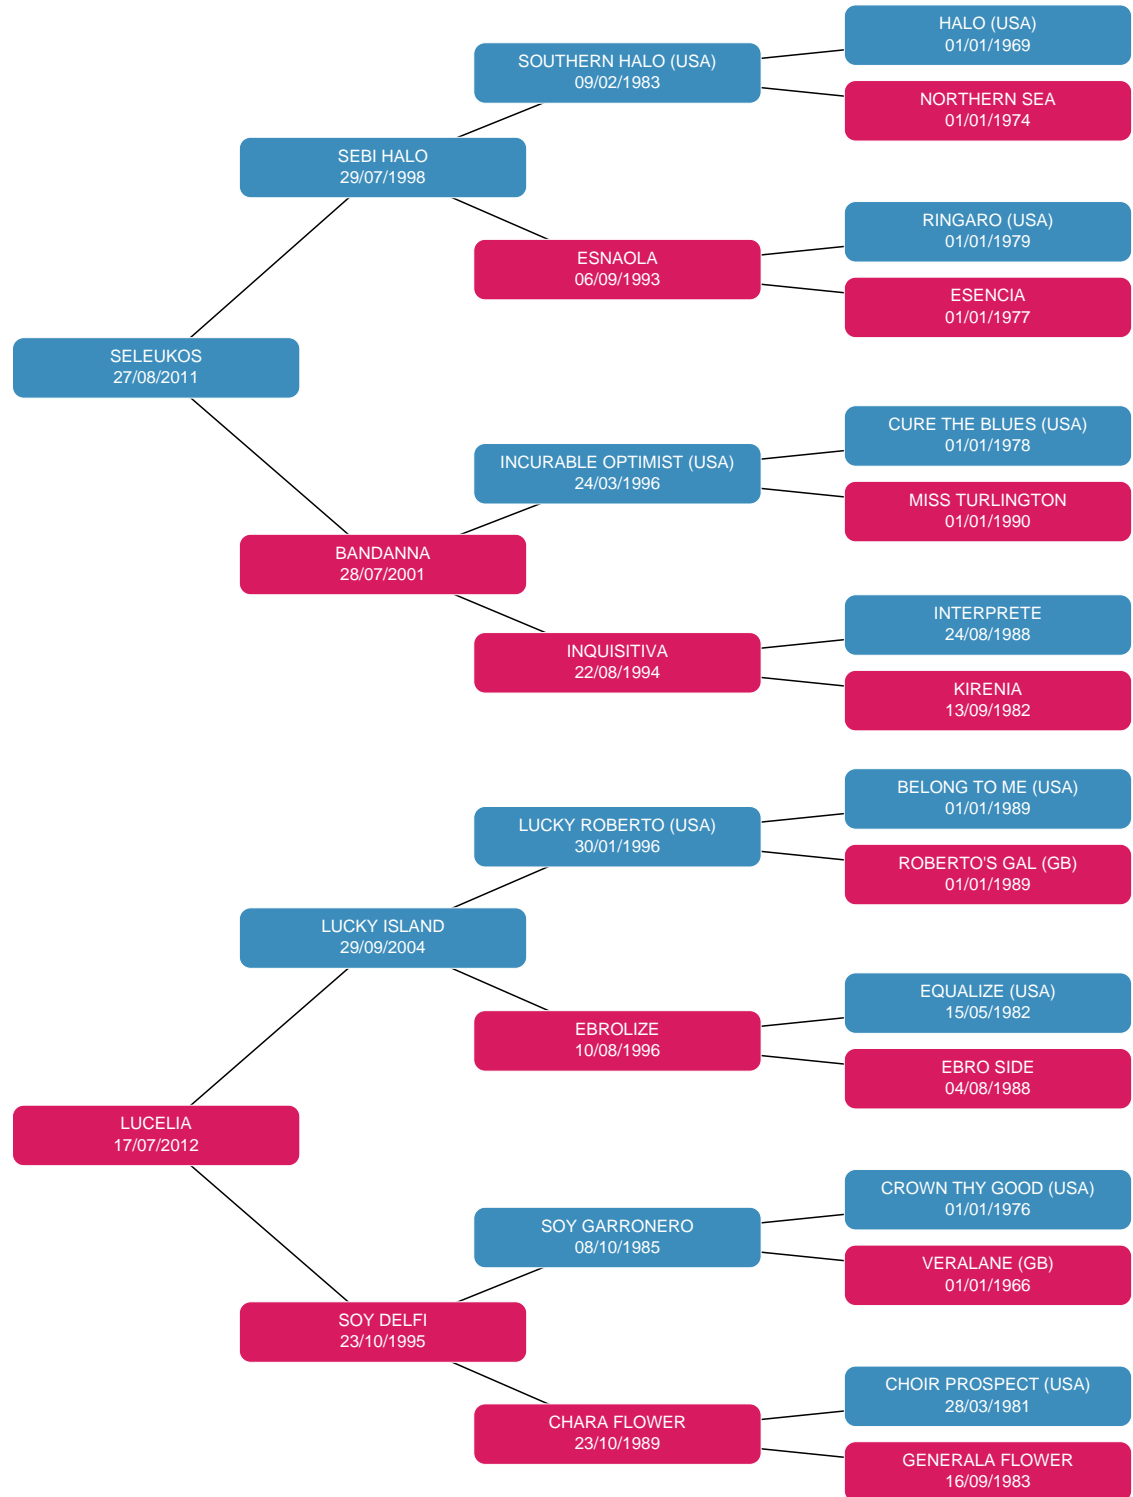 HALO (USA)
01/01/1969
SOUTHERN HALO (USA)
09/02/1983
NORTHERN SEA
01/01/1974
SEBI HALO
29/07/1998
RINGARO (USA)
01/01/1979
ESNAOLA
06/09/1993
ESENCIA
01/01/1977
SELEUKOS
27/08/2011
CURE THE BLUES (USA)
01/01/1978
INCURABLE OPTIMIST (USA)
24/03/1996
MISS TURLINGTON
01/01/1990
BANDANNA
28/07/2001
INTERPRETE
24/08/1988
INQUISITIVA
22/08/1994
KIRENIA
13/09/1982
BELONG TO ME (USA)
01/01/1989
LUCKY ROBERTO (USA)
30/01/1996
ROBERTO'S GAL (GB)
01/01/1989
LUCKY ISLAND
29/09/2004
EQUALIZE (USA)
15/05/1982
EBROLIZE
10/08/1996
EBRO SIDE
04/08/1988
LUCELIA
17/07/2012
CROWN THY GOOD (USA)
01/01/1976
SOY GARRONERO
08/10/1985
VERALANE (GB)
01/01/1966
SOY DELFI
23/10/1995
CHOIR PROSPECT (USA)
28/03/1981
CHARA FLOWER
23/10/1989
GENERALA FLOWER
16/09/1983